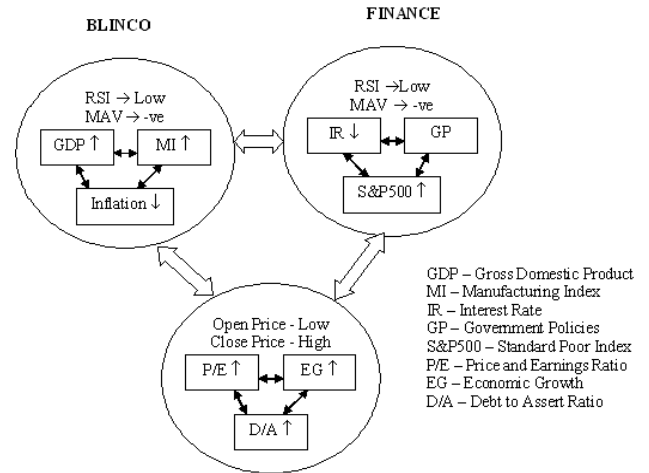 BLINCO
FINANCE
RSI → Low
MAV → -ve
GDP ↑
MI ↑
Inflation ↓
RSI → Low
MAV → -ve
IR ↓
GP
S&P500 ↑
Open Price - Low
Close Price - High
P/E ↑
EG ↑
D/A ↑
GDP – Gross Domestic Product
MI – Manufacturing Index
IR – Interest Rate
GP – Government Policies
S&P500 – Standard Poor Index
P/E – Price and Earnings Ratio
EG – Economic Growth
D/A – Debt to Assert Ratio